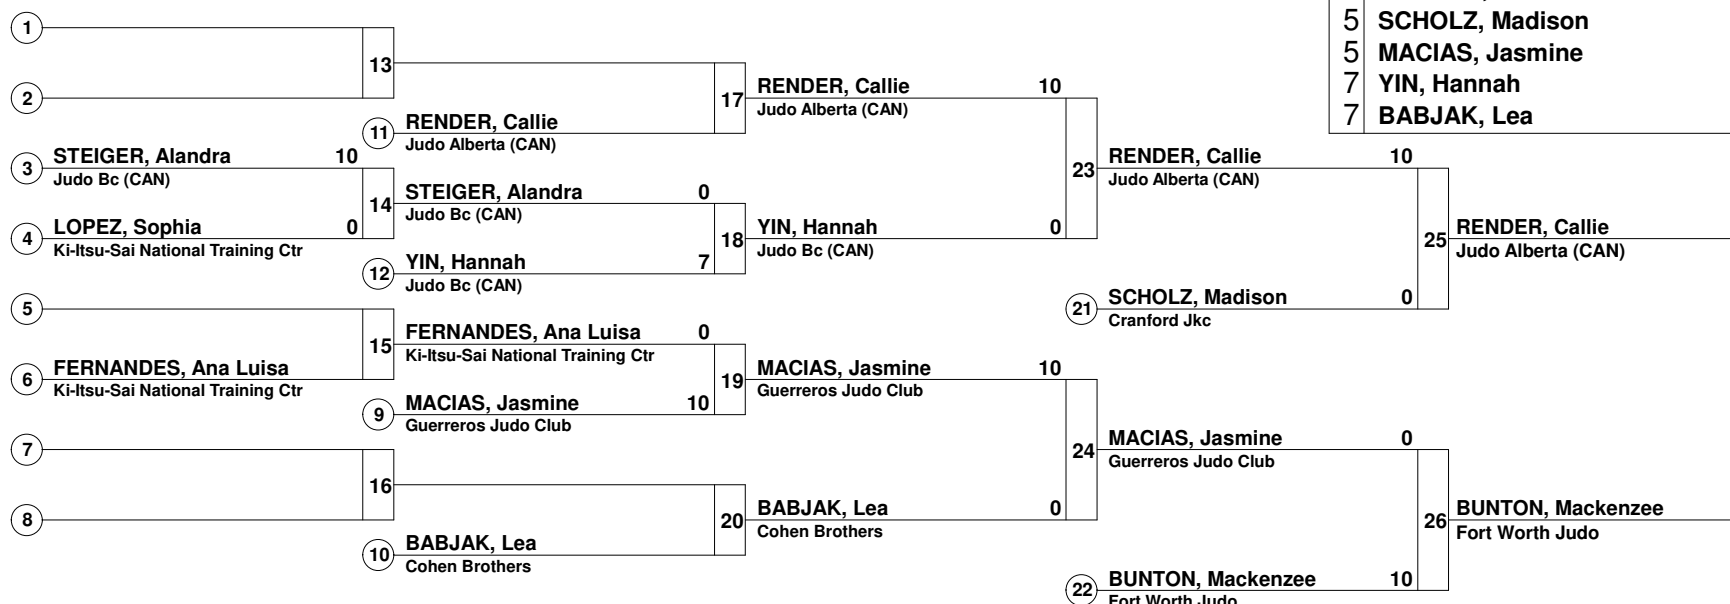 1
13
2
11
RENDER, Callie
Judo Alberta (CAN)
17
RENDER, Callie 10
Judo Alberta (CAN)
3
STEIGER, Alandra 10
Judo Bc (CAN)
14
4
LOPEZ, Sophia 0
Ki-Itsu-Sai National Training Ctr
STEIGER, Alandra 0
Judo Bc (CAN)
12
YIN, Hannah 7
Judo Bc (CAN)
18
YIN, Hannah 0
Judo Bc (CAN)
23
RENDER, Callie 10
Judo Alberta (CAN)
21
SCHOLZ, Madison 0
Cranford Jkc
25
RENDER, Callie
Judo Alberta (CAN)
5
15
6
FERNANDES, Ana Luisa
Ki-Itsu-Sai National Training Ctr
FERNANDES, Ana Luisa 0
Ki-Itsu-Sai National Training Ctr
9
MACIAS, Jasmine 10
Guerreros Judo Club
19
MACIAS, Jasmine 10
Guerreros Judo Club
7
16
8
10
BABJAK, Lea
Cohen Brothers
20
BABJAK, Lea 0
Cohen Brothers
24
MACIAS, Jasmine 0
Guerreros Judo Club
22
BUNTON, Mackenzee 10
Fort Worth Judo
26
BUNTON, Mackenzee
Fort Worth Judo
5 SCHOLZ, Madison
5 MACIAS, Jasmine
7 YIN, Hannah
7 BABJAK, Lea